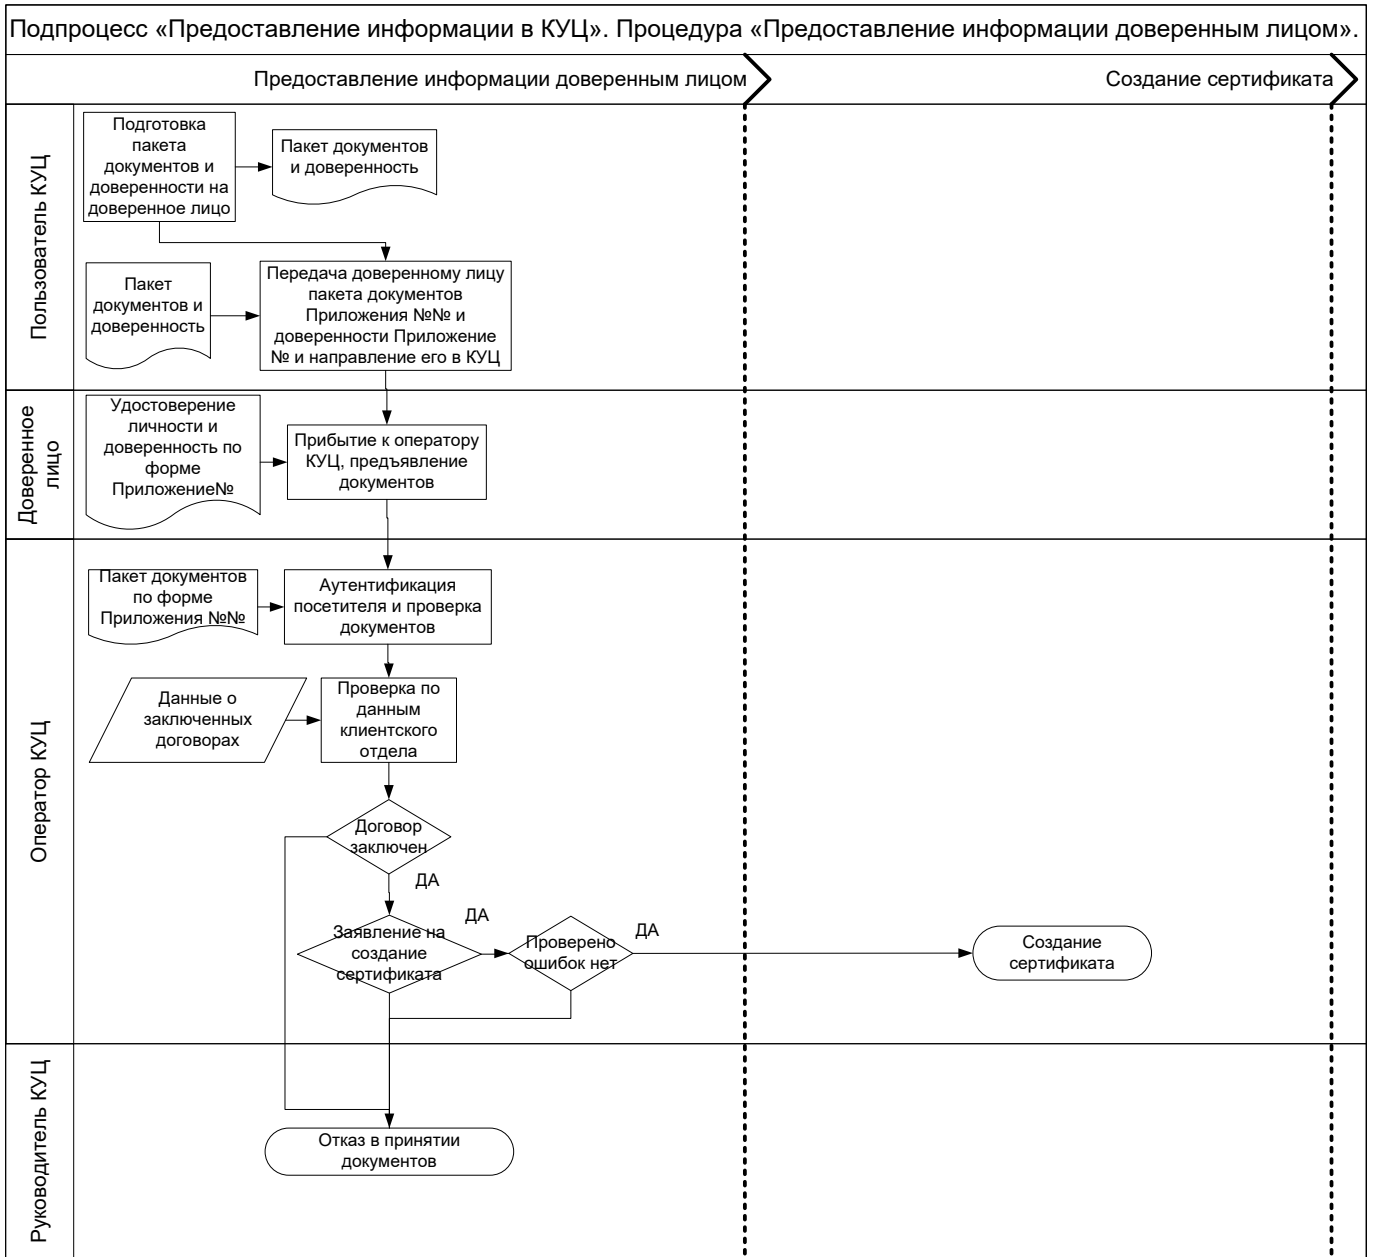 Подпроцесс «Предоставление информации в КУЦ». Процедура «Предоставление информации доверенным лицом».
Предоставление информации доверенным лицом
Создание сертификата
Пользователь КУЦ
Подготовка
пакета
документов и
доверенности на
доверенное лицо
Пакет документов
и доверенность
Пакет
документов и
доверенность
Передача доверенному лицу
пакета документов
Приложения №№ и
доверенности Приложение
№ и направление его в КУЦ
Доверенное
лицо
Удостоверение
личности и
доверенность по
форме
Приложение№
Прибытие к оператору
КУЦ, предъявление
документов
Оператор КУЦ
Пакет документов
по форме
Приложения №№
Аутентификация
посетителя и проверка
документов
Данные о
заключенных
договорах
Проверка по
данным
клиентского
отдела
Договор
заключен
ДА
Заявление на
создание
сертификата
ДА
Проверено
ошибок нет
ДА
Создание
сертификата
Руководитель КУЦ
Отказ в принятии
документов